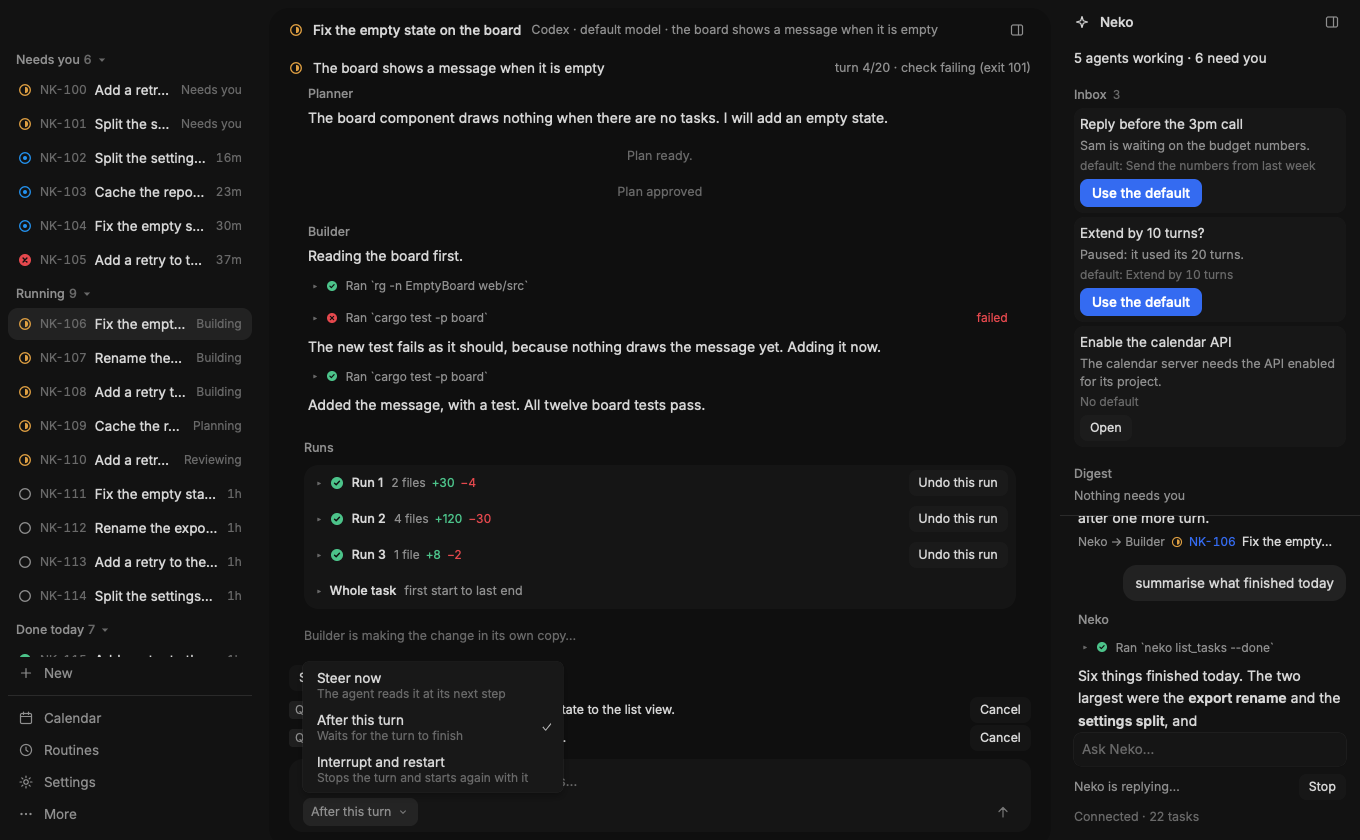 Needs you 6
NK-100 Add a retr... Needs you
NK-101 Split the s... Needs you
NK-102 Split the setting... 16m
NK-103 Cache the repo... 23m
NK-104 Fix the empty s... 30m
NK-105 Add a retry to t... 37m
Running 9
NK-106 Fix the empt... Building
NK-107 Rename the... Building
NK-108 Add a retry t... Building
NK-109 Cache the r... Planning
NK-110 Add a retr... Reviewing
NK-111 Fix the empty sta... 1h
NK-112 Rename the expo... 1h
NK-113 Add a retry to the... 1h
NK-114 Split the settings... 1h
Done today 7
New
Calendar
Routines
Settings
More
Fix the empty state on the board Codex · default model · the board shows a message when it is empty
The board shows a message when it is empty turn 4/20 · check failing (exit 101)
Planner
The board component draws nothing when there are no tasks. I will add an empty state.
Plan ready.
Plan approved
Builder
Reading the board first.
Ran `rg -n EmptyBoard web/src`
Ran `cargo test -p board` failed
The new test fails as it should, because nothing draws the message yet. Adding it now.
Ran `cargo test -p board`
Added the message, with a test. All twelve board tests pass.
Runs
Run 1 2 files +30 −4 Undo this run
Run 2 4 files +120 −30 Undo this run
Run 3 1 file +8 −2 Undo this run
Whole task first start to last end
Builder is making the change in its own copy...
Steer now
The agent reads it at its next step
After this turn
Waits for the turn to finish
Interrupt and restart
Stops the turn and starts again with it
to the list view. Cancel
Cancel
After this turn
Neko
5 agents working · 6 need you
Inbox 3
Reply before the 3pm call
Sam is waiting on the budget numbers.
default: Send the numbers from last week
Use the default
Extend by 10 turns?
Paused: it used its 20 turns.
default: Extend by 10 turns
Use the default
Enable the calendar API
The calendar server needs the API enabled
for its project.
No default
Open
Digest
Nothing needs you
after one more turn.
Neko → Builder NK-106 Fix the empty...
summarise what finished today
Neko
Ran `neko list_tasks --done`
Six things finished today. The two
largest were the export rename and the
settings split, and
Ask Neko...
Neko is replying... Stop
Connected · 22 tasks